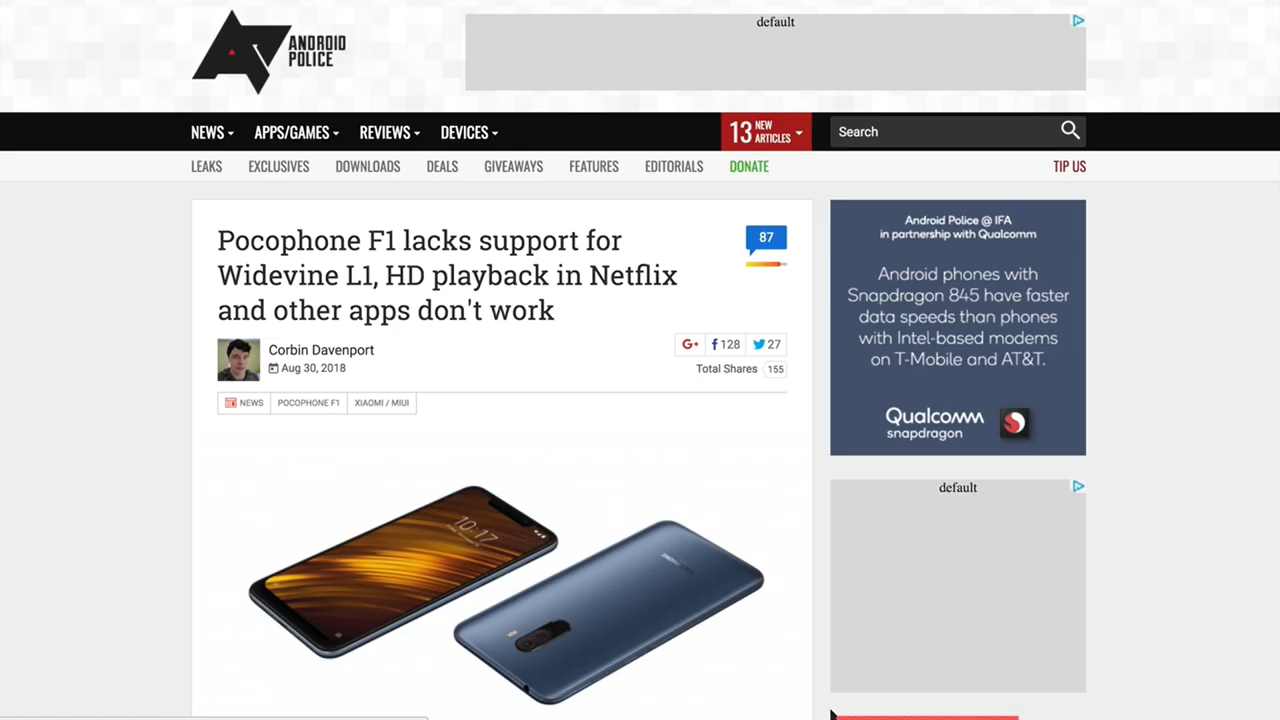 ANDROID
POLICE
default
NEWS
APPS/GAMES
REVIEWS
DEVICES
13 NEW ARTICLES
Search
LEAKS
EXCLUSIVES
DOWNLOADS
DEALS
GIVEAWAYS
FEATURES
EDITORIALS
DONATE
TIP US
Pocophone F1 lacks support for
Widevine L1, HD playback in Netflix
and other apps don't work
87
Corbin Davenport
Aug 30, 2018
G+
128
27
Total Shares 155
NEWS
POCOPHONE F1
XIAOMI / MIUI
10:17
Android Police @ IFA
in partnership with Qualcomm
Android phones with
Snapdragon 845 have faster
data speeds than phones
with Intel-based modems
on T-Mobile and AT&T.
Qualcomm
snapdragon
default